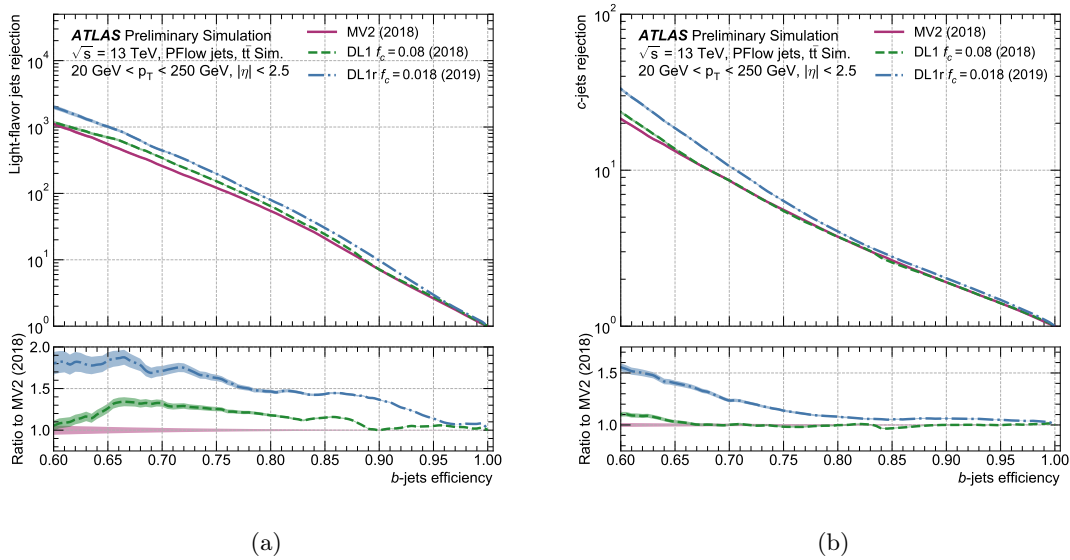 ATLAS Preliminary Simulation
√s = 13 TeV, PFlow jets, tt̄ Sim.
20 GeV < pT < 250 GeV, |η| < 2.5
MV2 (2018)
DL1 fc = 0.08 (2018)
DL1r fc = 0.018 (2019)
Light-flavor jets rejection
10⁴
10³
10²
10¹
10⁰
Ratio to MV2 (2018)
2.0
1.5
1.0
0.60 0.65 0.70 0.75 0.80 0.85 0.90 0.95 1.00
b-jets efficiency
(a)
ATLAS Preliminary Simulation
√s = 13 TeV, PFlow jets, tt̄ Sim.
20 GeV < pT < 250 GeV, |η| < 2.5
MV2 (2018)
DL1 fc = 0.08 (2018)
DL1r fc = 0.018 (2019)
c-jets rejection
10²
10¹
10⁰
Ratio to MV2 (2018)
1.5
1.0
0.60 0.65 0.70 0.75 0.80 0.85 0.90 0.95 1.00
b-jets efficiency
(b)